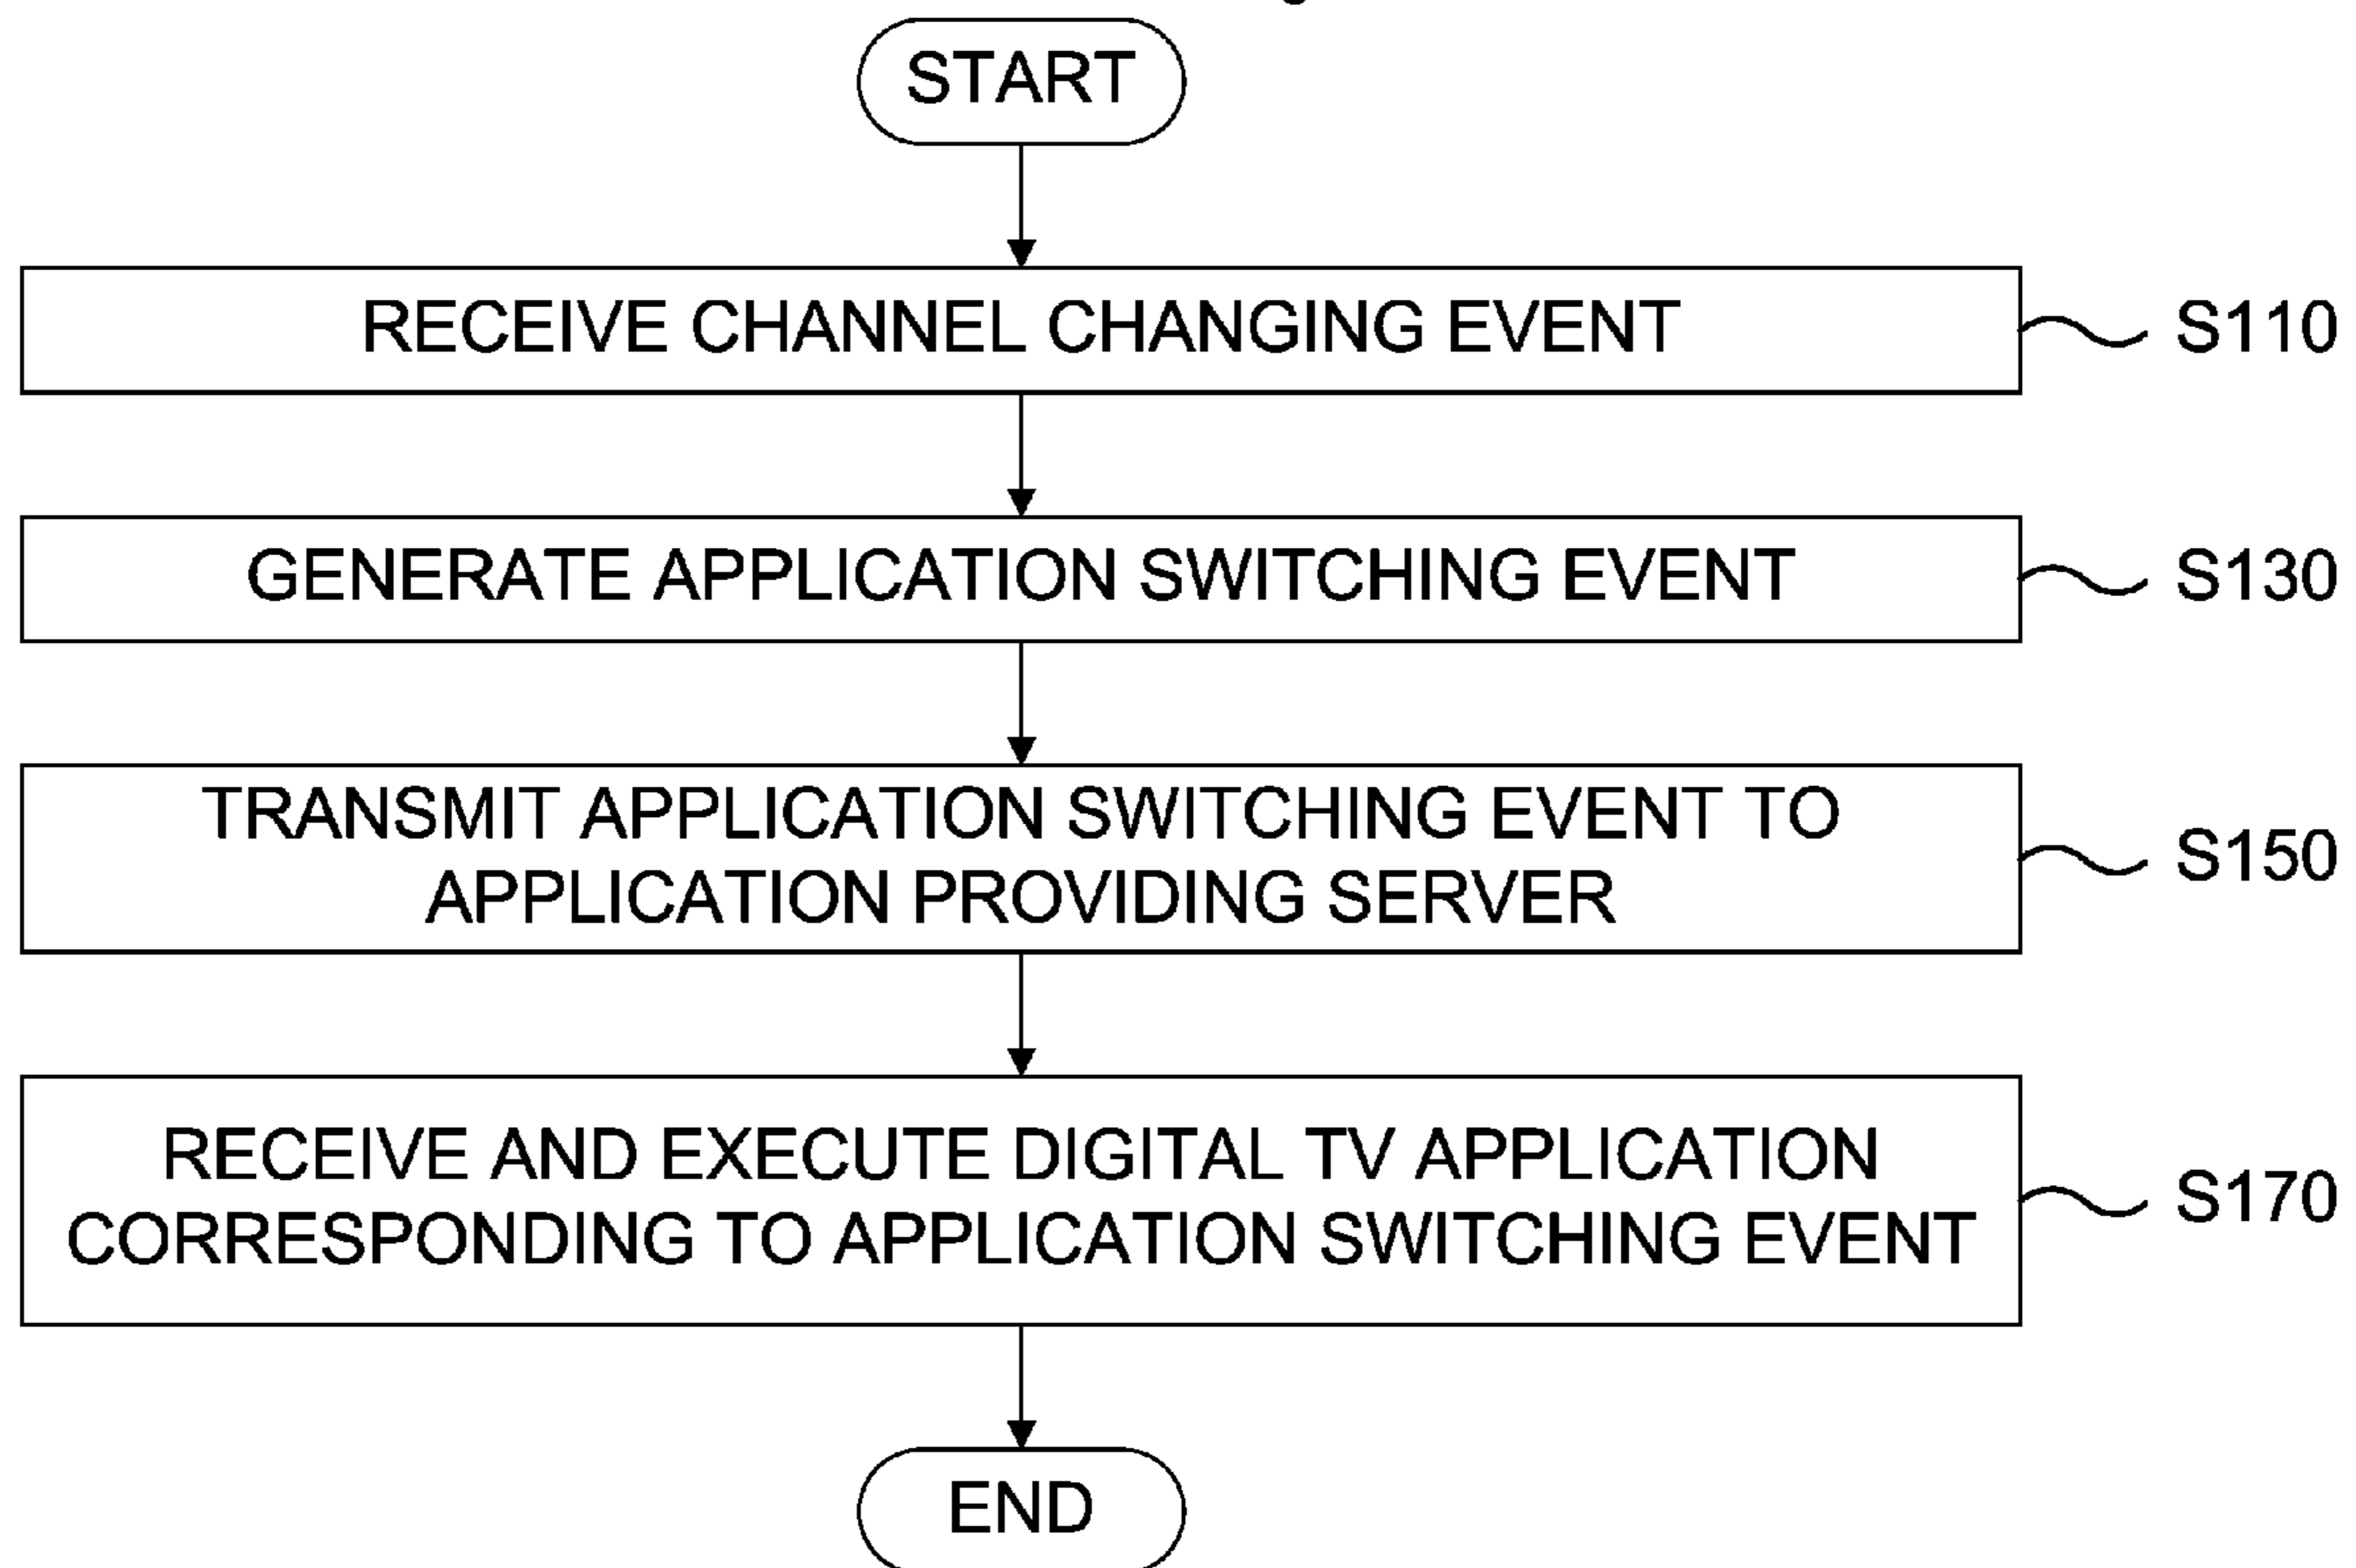 START
RECEIVE CHANNEL CHANGING EVENT
S110
GENERATE APPLICATION SWITCHING EVENT
S130
TRANSMIT APPLICATION SWITCHING EVENT TO
APPLICATION PROVIDING SERVER
S150
RECEIVE AND EXECUTE DIGITAL TV APPLICATION
CORRESPONDING TO APPLICATION SWITCHING EVENT
S170
END